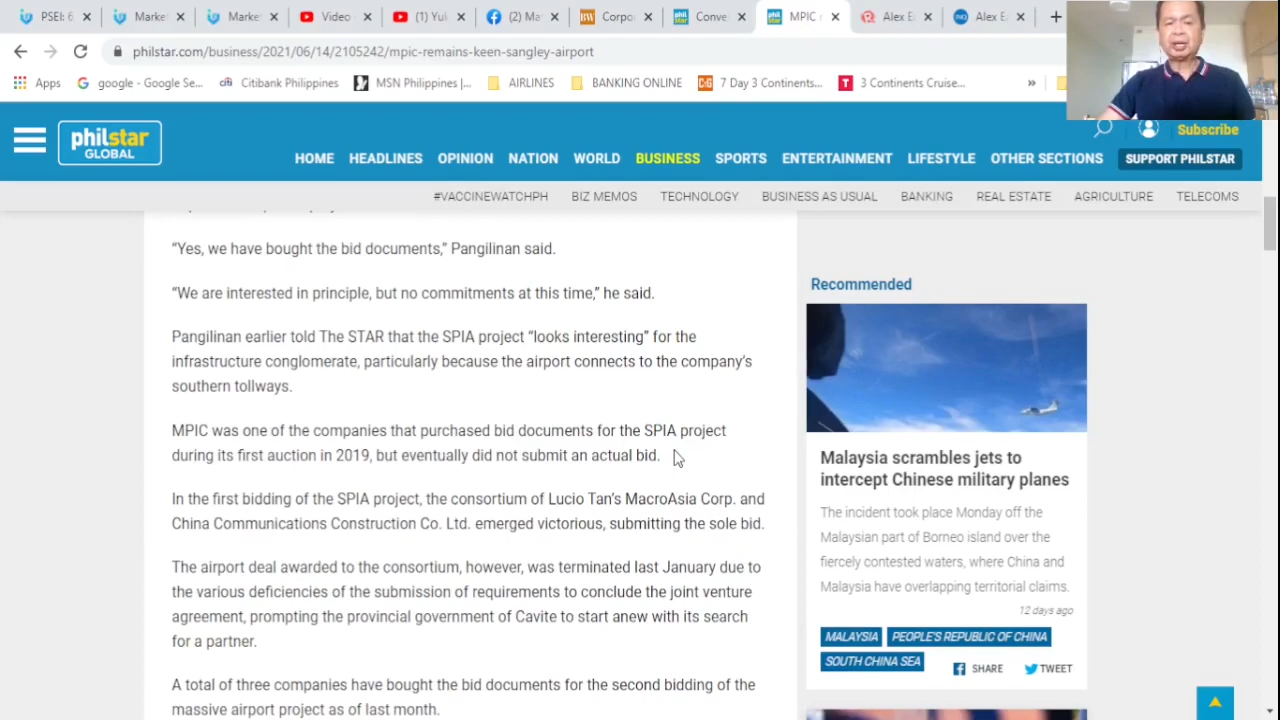 PSEI:
Market
Market
Video
(1) Yu
(2) Ma
Corpo
Conve
MPIC
Alex E
Alex E
philstar.com/business/2021/06/14/2105242/mpic-remains-keen-sangley-airport
Apps
google - Google Se...
Citibank Philippines
MSN Philippines |...
AIRLINES
BANKING ONLINE
7 Day 3 Continents...
3 Continents Cruise...
»
philstar
GLOBAL
Subscribe
HOME HEADLINES OPINION NATION WORLD BUSINESS SPORTS ENTERTAINMENT LIFESTYLE OTHER SECTIONS SUPPORT PHILSTAR
#VACCINEWATCHPH BIZ MEMOS TECHNOLOGY BUSINESS AS USUAL BANKING REAL ESTATE AGRICULTURE TELECOMS
“Yes, we have bought the bid documents,” Pangilinan said.
“We are interested in principle, but no commitments at this time,” he said.
Pangilinan earlier told The STAR that the SPIA project “looks interesting” for the
infrastructure conglomerate, particularly because the airport connects to the company’s
southern tollways.
MPIC was one of the companies that purchased bid documents for the SPIA project
during its first auction in 2019, but eventually did not submit an actual bid.
In the first bidding of the SPIA project, the consortium of Lucio Tan’s MacroAsia Corp. and
China Communications Construction Co. Ltd. emerged victorious, submitting the sole bid.
The airport deal awarded to the consortium, however, was terminated last January due to
the various deficiencies of the submission of requirements to conclude the joint venture
agreement, prompting the provincial government of Cavite to start anew with its search
for a partner.
A total of three companies have bought the bid documents for the second bidding of the
massive airport project as of last month.
Recommended
Malaysia scrambles jets to
intercept Chinese military planes
The incident took place Monday off the
Malaysian part of Borneo island over the
fiercely contested waters, where China and
Malaysia have overlapping territorial claims.
12 days ago
MALAYSIA PEOPLE'S REPUBLIC OF CHINA
SOUTH CHINA SEA
SHARE TWEET